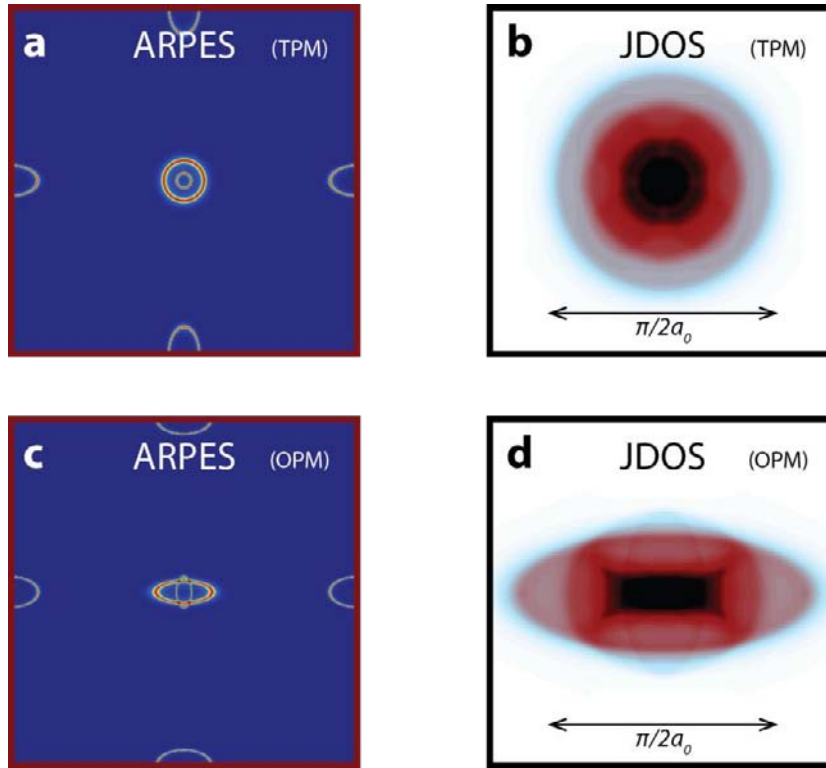 a ARPES (TPM)
b JDOS (TPM)
π/2a₀
c ARPES (OPM)
d JDOS (OPM)
π/2a₀